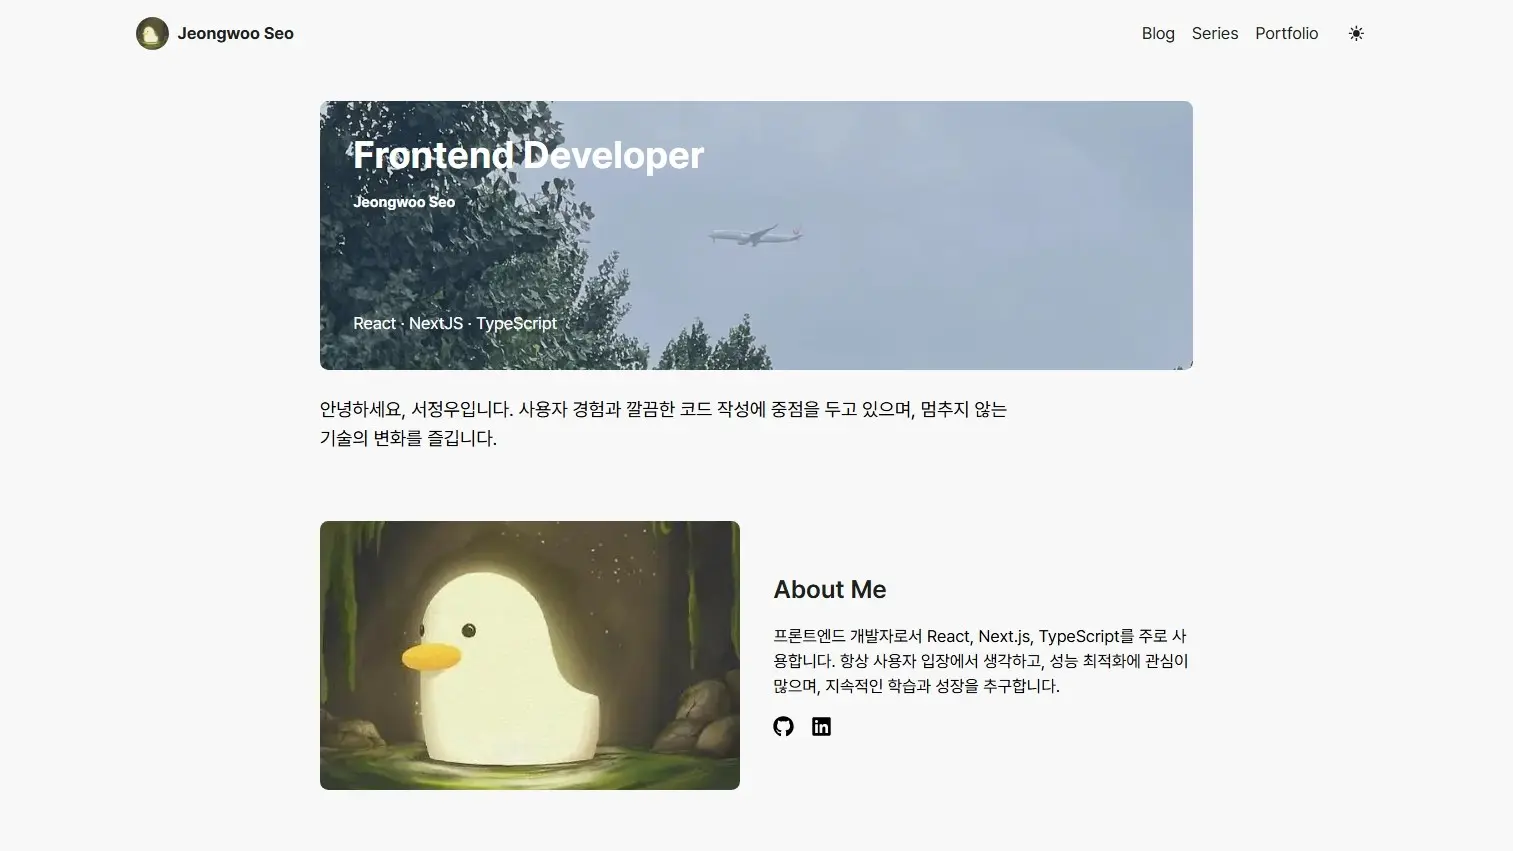 Jeongwoo Seo
Blog Series Portfolio
Frontend Developer
Jeongwoo Seo
React · NextJS · TypeScript
안녕하세요, 서정우입니다. 사용자 경험과 깔끔한 코드 작성에 중점을 두고 있으며, 멈추지 않는
기술의 변화를 즐깁니다.
About Me
프론트엔드 개발자로서 React, Next.js, TypeScript를 주로 사
용합니다. 항상 사용자 입장에서 생각하고, 성능 최적화에 관심이
많으며, 지속적인 학습과 성장을 추구합니다.